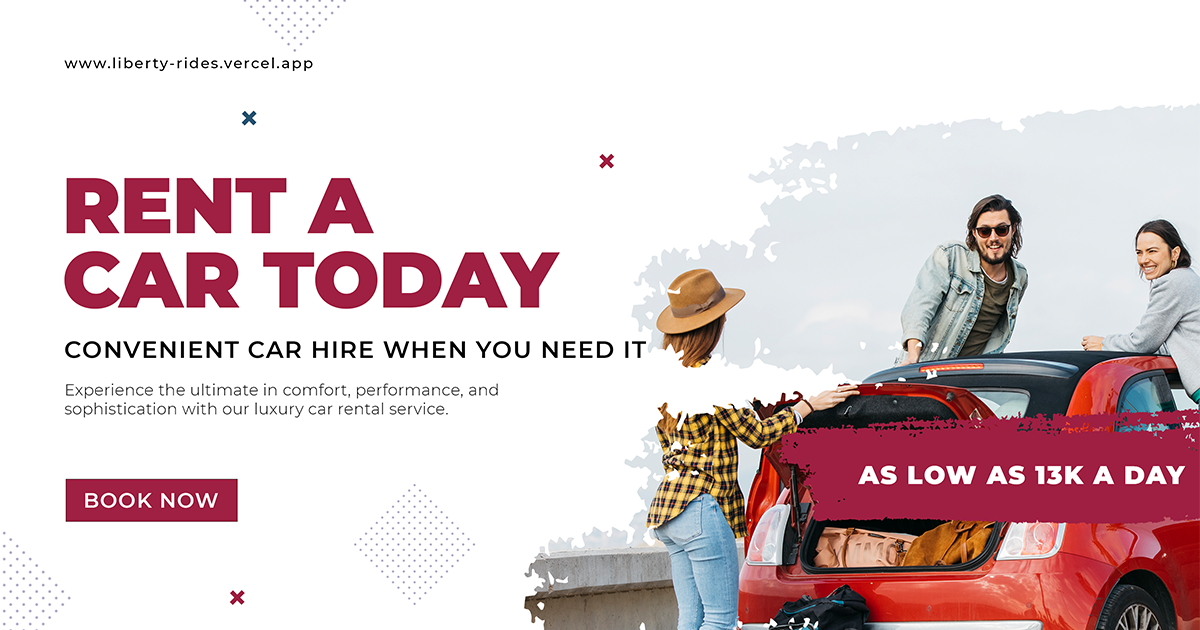 www.liberty-rides.vercel.app
RENT A
CAR TODAY
CONVENIENT CAR HIRE WHEN YOU NEED IT
Experience the ultimate in comfort, performance, and
sophistication with our luxury car rental service.
BOOK NOW
AS LOW AS 13K A DAY